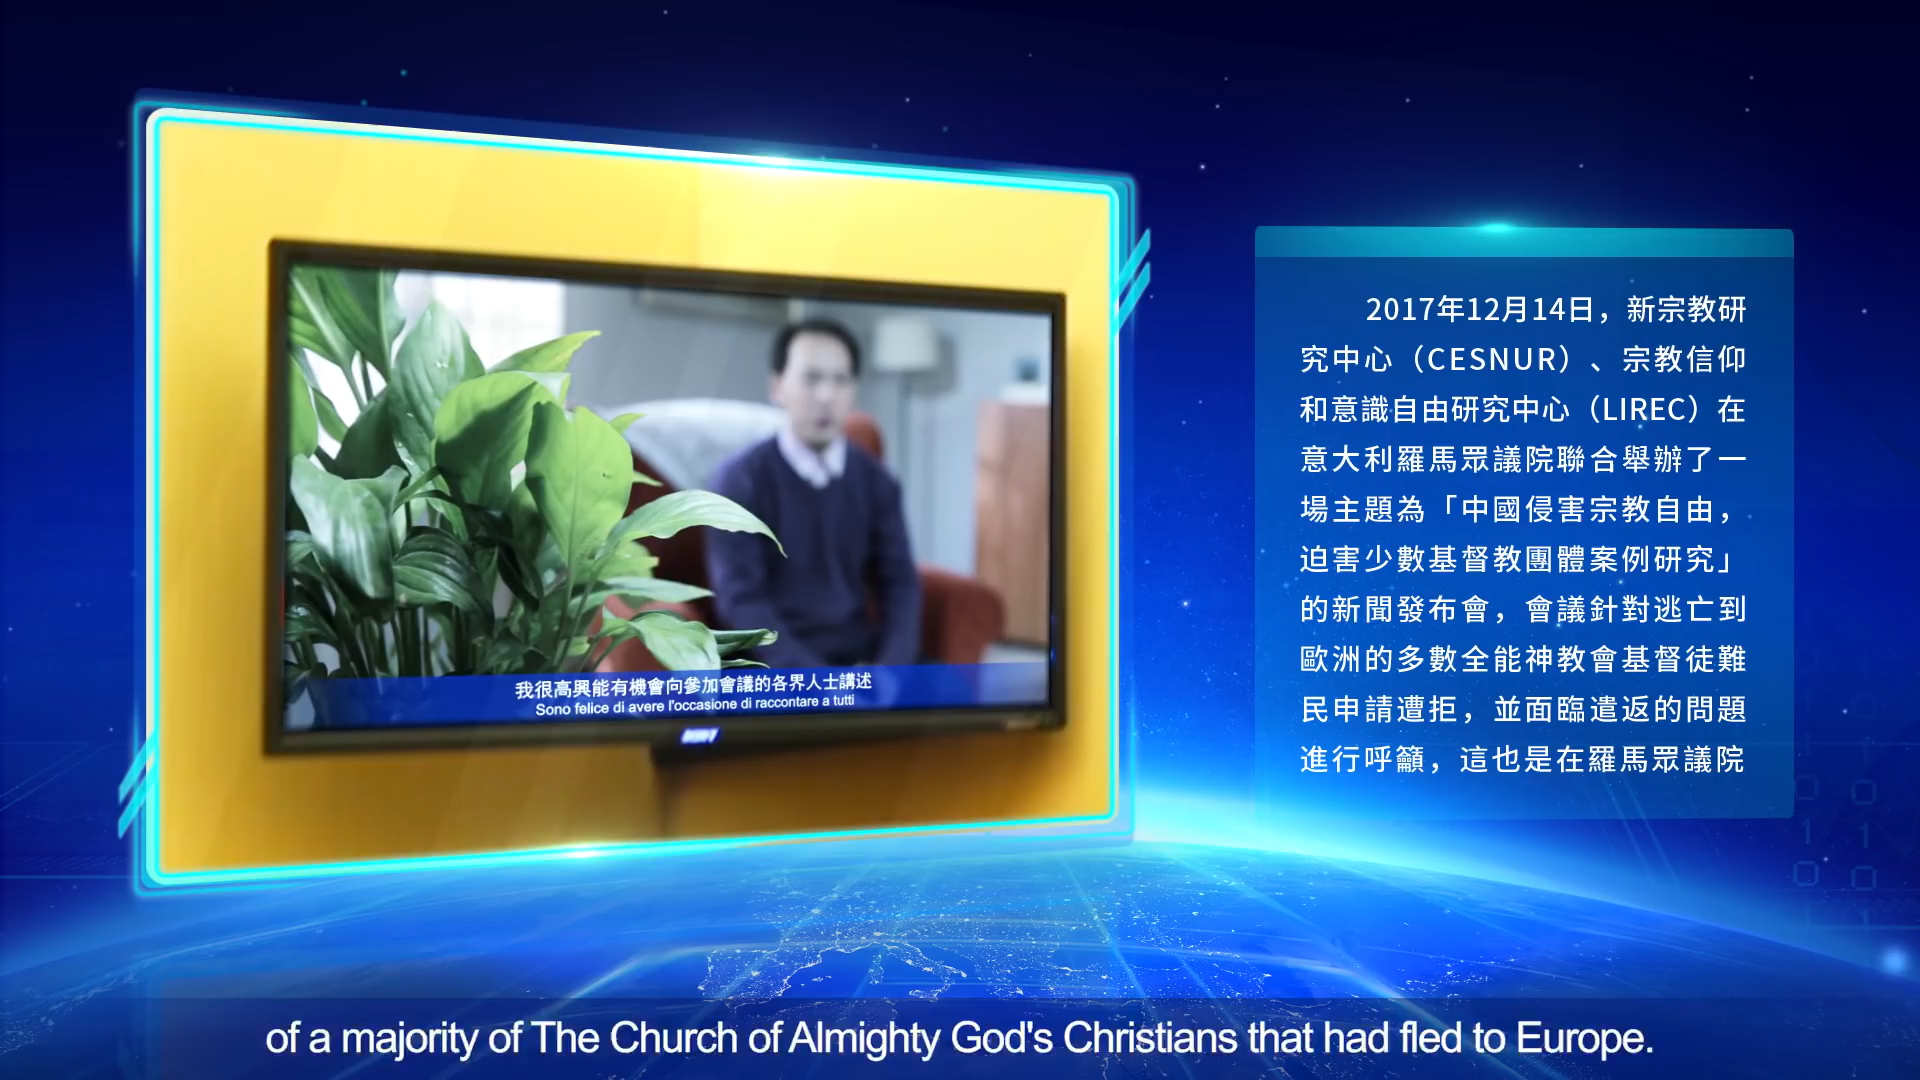 我很高興能有機會向參加會議的各界人士講述
Sono felice di avere l'occasione di raccontare a tutti
2017年12月14日，新宗教研
究中心（CESNUR）、宗教信仰
和意識自由研究中心（LIREC）在
意大利羅馬眾議院聯合舉辦了一
場主題為「中國侵害宗教自由，
迫害少數基督教團體案例研究」
的新聞發布會，會議針對逃亡到
歐洲的多數全能神教會基督徒難
民申請遭拒，並面臨遣返的問題
進行呼籲，這也是在羅馬眾議院
of a majority of The Church of Almighty God's Christians that had fled to Europe.